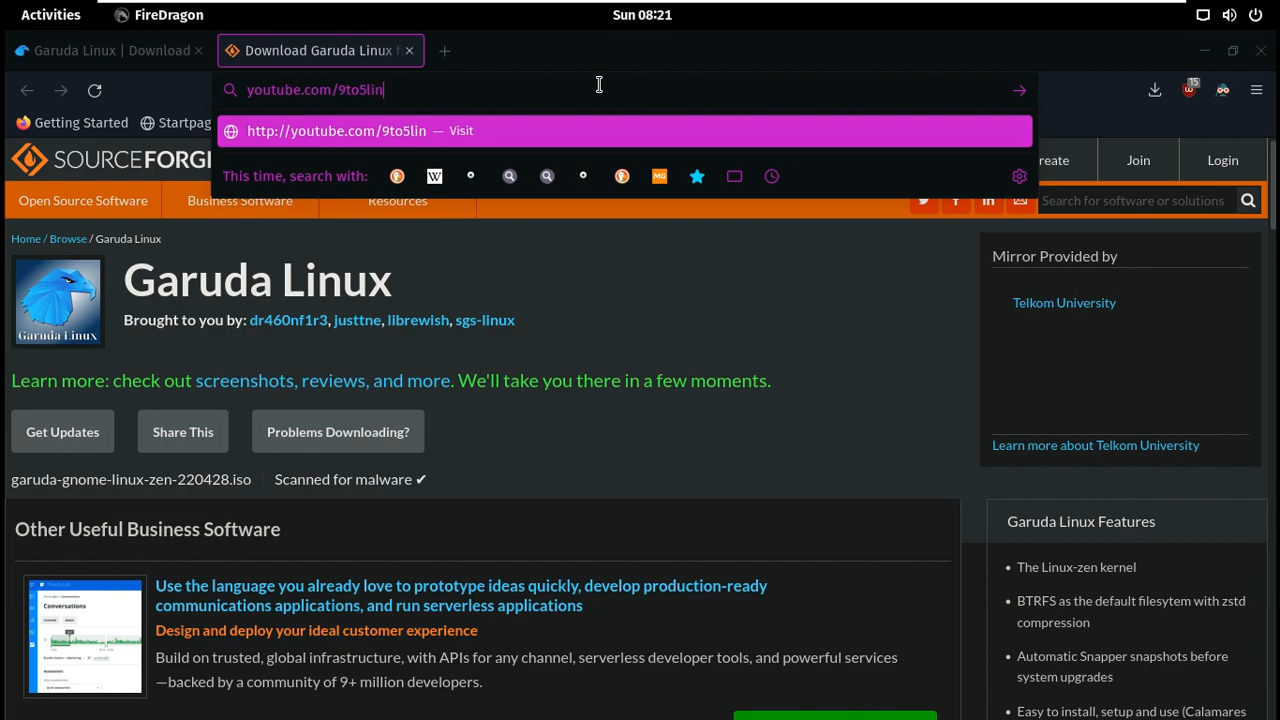 Activities
FireDragon
Sun 08:21
Garuda Linux | Download
Download Garuda Linux f
youtube.com/9to5lin
15
Getting Started
Startpag
http://youtube.com/9to5lin — Visit
This time, search with:
W
MG
SOURCEFORG
reate
Join
Login
Open Source Software
Business Software
Resources
Search for software or solutions
Home / Browse / Garuda Linux
Garuda Linux
Garuda Linux
Brought to you by: dr460nf1r3, justtne, librewish, sgs-linux
Mirror Provided by
Telkom University
Learn more about Telkom University
Learn more: check out screenshots, reviews, and more. We'll take you there in a few moments.
Get Updates
Share This
Problems Downloading?
garuda-gnome-linux-zen-220428.iso
Scanned for malware ✔
Other Useful Business Software
Conversations
Use the language you already love to prototype ideas quickly, develop production-ready
communications applications, and run serverless applications
Design and deploy your ideal customer experience
Build on trusted, global infrastructure, with APIs for any channel, serverless developer tools, and powerful services
—backed by a community of 9+ million developers.
Garuda Linux Features
• The Linux-zen kernel
• BTRFS as the default filesytem with zstd
compression
• Automatic Snapper snapshots before
system upgrades
• Easy to install, setup and use (Calamares